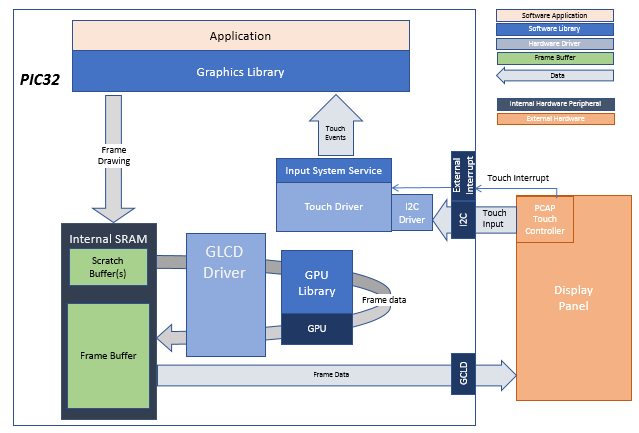 Application
Graphics Library
PIC32
Software Application
Software Library
Hardware Driver
Frame Buffer
Data
Internal Hardware Peripheral
External Hardware
Frame
Drawing
Touch
Events
Input System Service
Touch Driver
I2C
Driver
External
Interrupt
I2C
Touch Interrupt
Touch
Input
PCAP
Touch
Controller
Display
Panel
Internal SRAM
Scratch
Buffer(s)
Frame Buffer
GLCD
Driver
GPU
Library
GPU
Frame data
Frame Data
GCLD